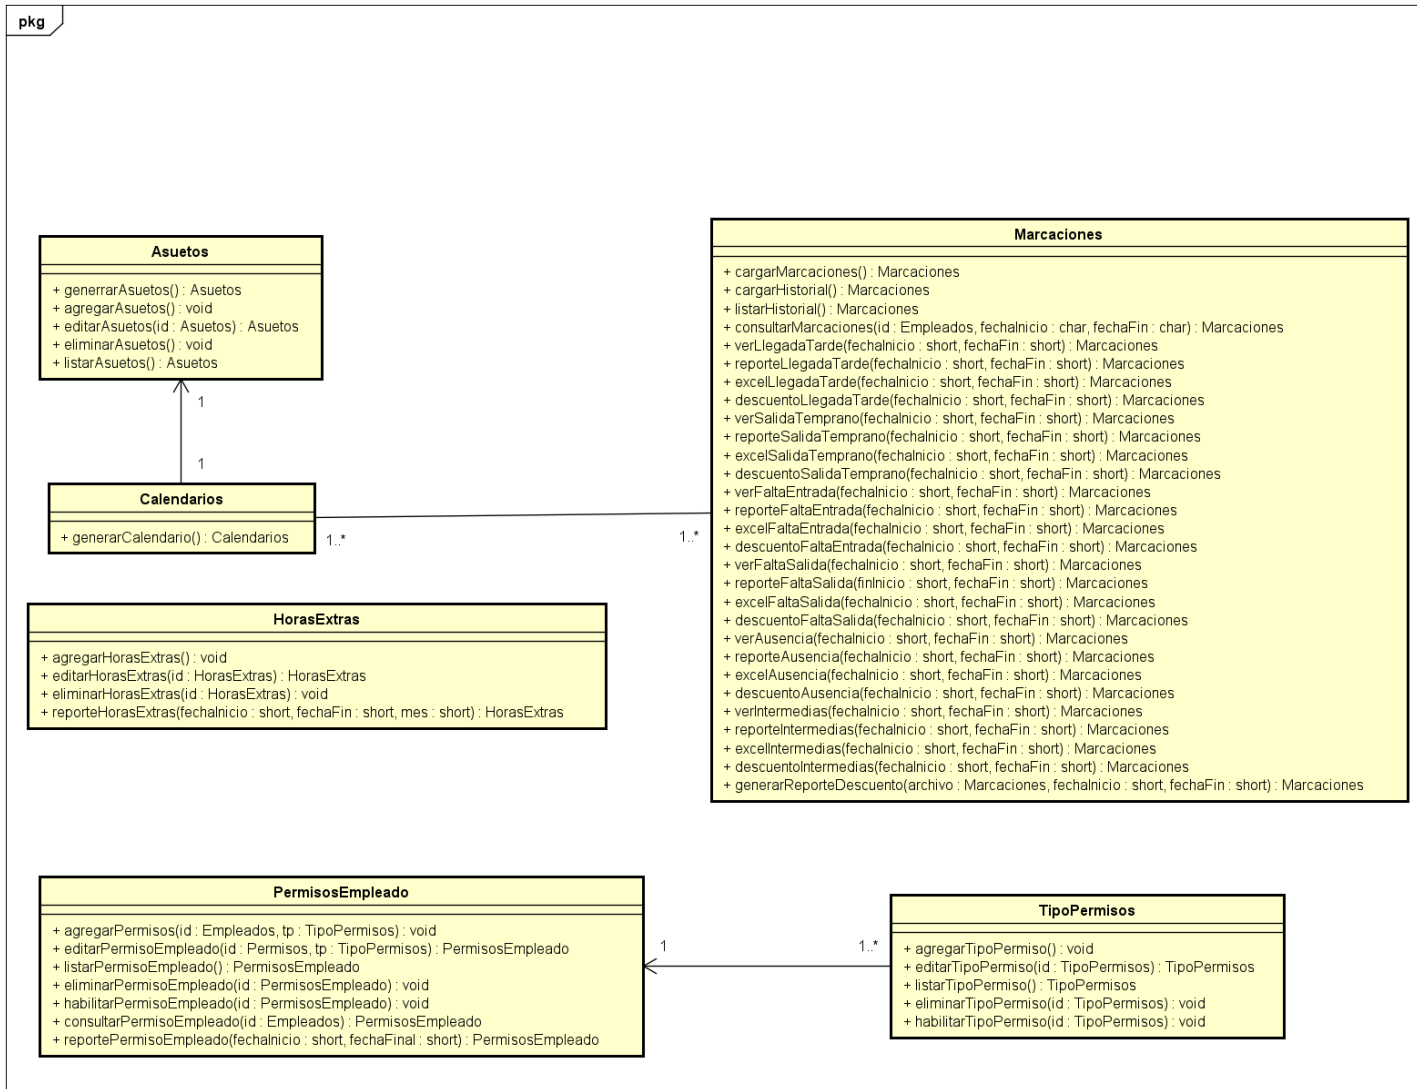 pkg
Asuetos
+ generrarAsuetos() : Asuetos
+ agregarAsuetos() : void
+ editarAsuetos(id : Asuetos) : Asuetos
+ eliminarAsuetos() : void
+ listarAsuetos() : Asuetos
1
1
Calendarios
+ generarCalendario() : Calendarios
1..*
1..*
Marcaciones
+ cargarMarcaciones() : Marcaciones
+ cargarHistorial() : Marcaciones
+ listarHistorial() : Marcaciones
+ consultarMarcaciones(id : Empleados, fechaInicio : char, fechaFin : char) : Marcaciones
+ verLlegadaTarde(fechaInicio : short, fechaFin : short) : Marcaciones
+ reporteLlegadaTarde(fechaInicio : short, fechaFin : short) : Marcaciones
+ excelLlegadaTarde(fechaInicio : short, fechaFin : short) : Marcaciones
+ descuentoLlegadaTarde(fechaInicio : short, fechaFin : short) : Marcaciones
+ verSalidaTemprano(fechaInicio : short, fechaFin : short) : Marcaciones
+ reporteSalidaTemprano(fechaInicio : short, fechaFin : short) : Marcaciones
+ excelSalidaTemprano(fechaInicio : short, fechaFin : short) : Marcaciones
+ descuentoSalidaTemprano(fechaInicio : short, fechaFin : short) : Marcaciones
+ verFaltaEntrada(fechaInicio : short, fechaFin : short) : Marcaciones
+ reporteFaltaEntrada(fechaInicio : short, fechaFin : short) : Marcaciones
+ excelFaltaEntrada(fechaInicio : short, fechaFin : short) : Marcaciones
+ descuentoFaltaEntrada(fechaInicio : short, fechaFin : short) : Marcaciones
+ verFaltaSalida(fechaInicio : short, fechaFin : short) : Marcaciones
+ reporteFaltaSalida(finInicio : short, fechaFin : short) : Marcaciones
+ excelFaltaSalida(fechaInicio : short, fechaFin : short) : Marcaciones
+ descuentoFaltaSalida(fechaInicio : short, fechaFin : short) : Marcaciones
+ verAusencia(fechaInicio : short, fechaFin : short) : Marcaciones
+ reporteAusencia(fechaInicio : short, fechaFin : short) : Marcaciones
+ excelAusencia(fechaInicio : short, fechaFin : short) : Marcaciones
+ descuentoAusencia(fechaInicio : short, fechaFin : short) : Marcaciones
+ verIntermedias(fechaInicio : short, fechaFin : short) : Marcaciones
+ reporteIntermedias(fechaInicio : short, fechaFin : short) : Marcaciones
+ excelIntermedias(fechaInicio : short, fechaFin : short) : Marcaciones
+ descuentoIntermedias(fechaInicio : short, fechaFin : short) : Marcaciones
+ generarReporteDescuento(archivo : Marcaciones, fechaInicio : short, fechaFin : short) : Marcaciones
HorasExtras
+ agregarHorasExtras() : void
+ editarHorasExtras(id : HorasExtras) : HorasExtras
+ eliminarHorasExtras(id : HorasExtras) : void
+ reporteHorasExtras(fechaInicio : short, fechaFin : short, mes : short) : HorasExtras
PermisosEmpleado
+ agregarPermisos(id : Empleados, tp : TipoPermisos) : void
+ editarPermisoEmpleado(id : Permisos, tp : TipoPermisos) : PermisosEmpleado
+ listarPermisoEmpleado() : PermisosEmpleado
+ eliminarPermisoEmpleado(id : PermisosEmpleado) : void
+ habilitarPermisoEmpleado(id : PermisosEmpleado) : void
+ consultarPermisoEmpleado(id : Empleados) : PermisosEmpleado
+ reportePermisoEmpleado(fechaInicio : short, fechaFinal : short) : PermisosEmpleado
1
1..*
TipoPermisos
+ agregarTipoPermiso() : void
+ editarTipoPermiso(id : TipoPermisos) : TipoPermisos
+ listarTipoPermiso() : TipoPermisos
+ eliminarTipoPermiso(id : TipoPermisos) : void
+ habilitarTipoPermiso(id : TipoPermisos) : void